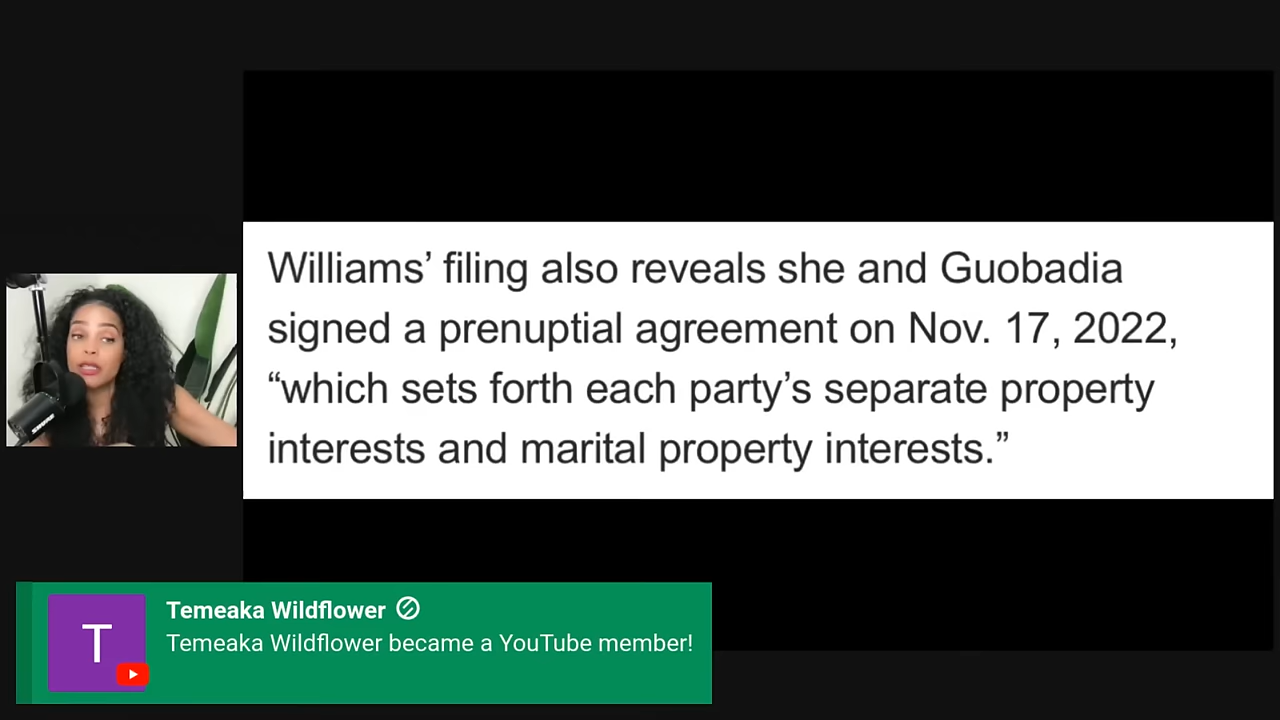 Williams’ filing also reveals she and Guobadia
signed a prenuptial agreement on Nov. 17, 2022,
“which sets forth each party’s separate property
interests and marital property interests.”
SHURE
T
Temeaka Wildflower
Temeaka Wildflower became a YouTube member!